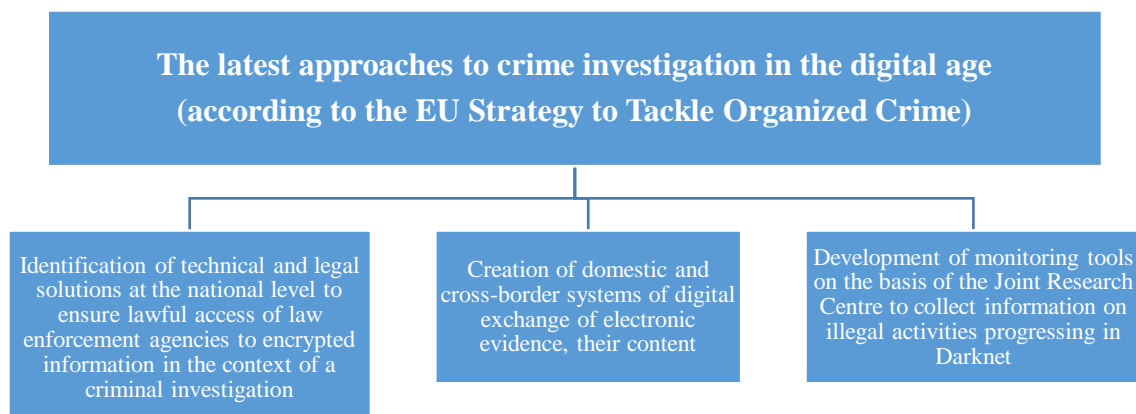 The latest approaches to crime investigation in the digital age
(according to the EU Strategy to Tackle Organized Crime)
Identification of technical and legal
solutions at the national level to
ensure lawful access of law
enforcement agencies to encrypted
information in the context of a
criminal investigation
Creation of domestic and
cross-border systems of digital
exchange of electronic
evidence, their content
Development of monitoring tools
on the basis of the Joint Research
Centre to collect information on
illegal activities progressing in
Darknet